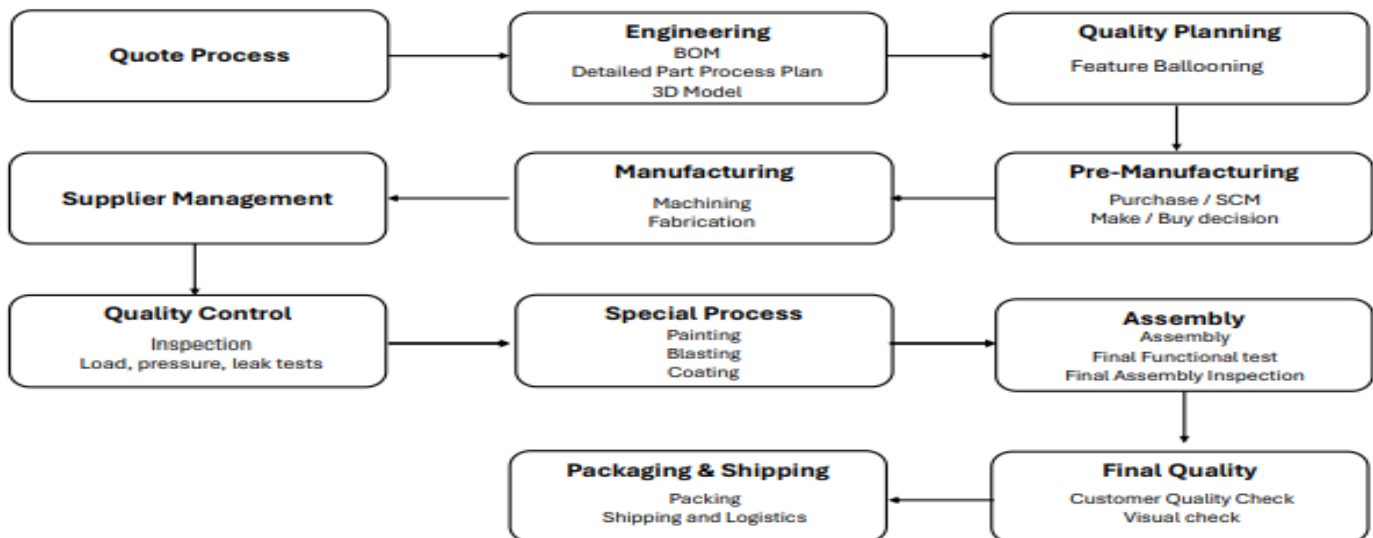 Quote Process
Engineering
BOM
Detailed Part Process Plan
3D Model
Quality Planning
Feature Ballooning
Pre-Manufacturing
Purchase / SCM
Make / Buy decision
Manufacturing
Machining
Fabrication
Supplier Management
Quality Control
Inspection
Load, pressure, leak tests
Special Process
Painting
Blasting
Coating
Assembly
Assembly
Final Functional test
Final Assembly Inspection
Final Quality
Customer Quality Check
Visual check
Packaging & Shipping
Packing
Shipping and Logistics